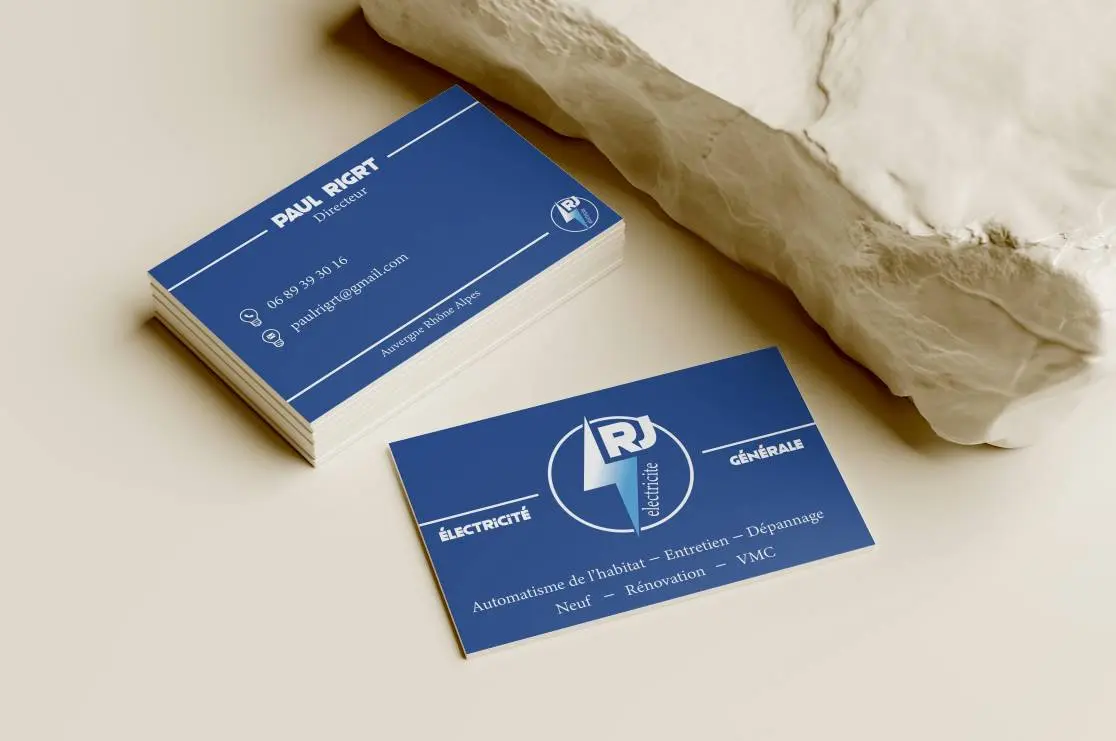 PAUL RIGRT
Directeur
06 89 39 30 16
paulrigrt@gmail.com
Auvergne Rhône Alpes
RJ
RJ
electricite
ÉLECTRiCiTÉ
GÉNÉRALE
Automatisme de l'habitat – Entretien – Dépannage
Neuf – Rénovation – VMC